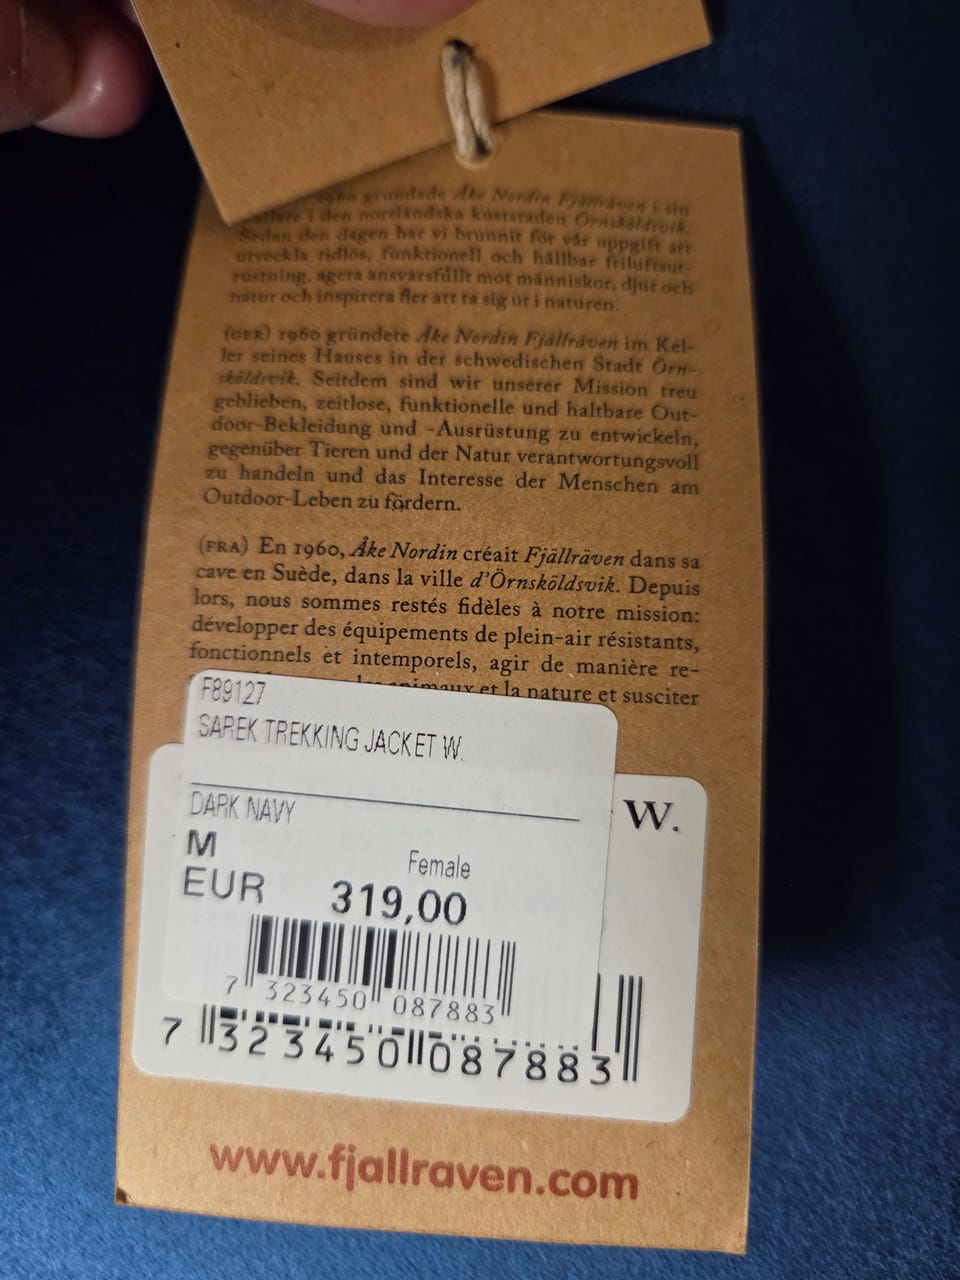 1960 grundade Åke Nordin Fjällräven i sin
källare i den norrländska kuststaden Örnsköldsvik.
Sedan den dagen har vi brunnit för vår uppgift att
utveckla tidlös, funktionell och hållbar friluftsut-
rustning, agera ansvarsfullt mot människor, djur och
natur och inspirera fler att ta sig ut i naturen.
(GER) 1960 gründete Åke Nordin Fjällräven im Kel-
ler seines Hauses in der schwedischen Stadt Örn-
sköldsvik. Seitdem sind wir unserer Mission treu
geblieben, zeitlose, funktionelle und haltbare Out-
door-Bekleidung und -Ausrüstung zu entwickeln,
gegenüber Tieren und der Natur verantwortungsvoll
zu handeln und das Interesse der Menschen am
Outdoor-Leben zu fördern.
(FRA) En 1960, Åke Nordin créait Fjällräven dans sa
cave en Suède, dans la ville d'Örnsköldsvik. Depuis
lors, nous sommes restés fidèles à notre mission:
développer des équipements de plein-air résistants,
fonctionnels et intemporels, agir de manière re-
animaux et la nature et susciter
F89127
SAREK TREKKING JACKET W.
DARK NAVY
W.
M
Female
EUR 319,00
7 323450 087883
7 323450 087883
www.fjallraven.com